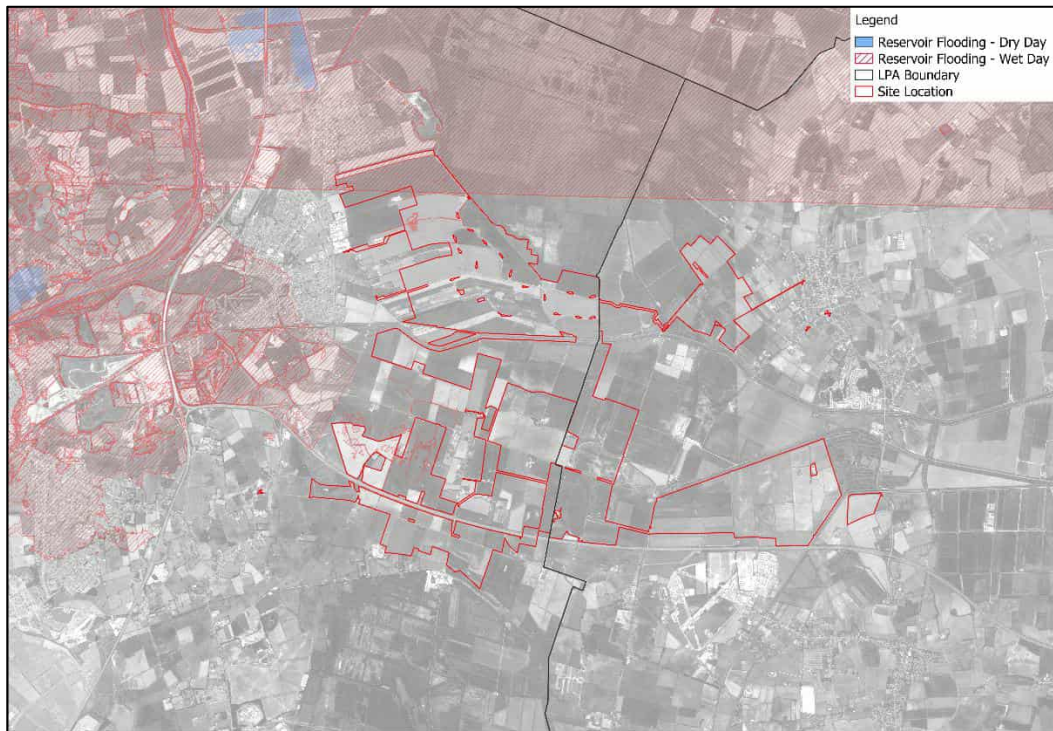 Legend
Reservoir Flooding - Dry Day
Reservoir Flooding - Wet Day
LPA Boundary
Site Location